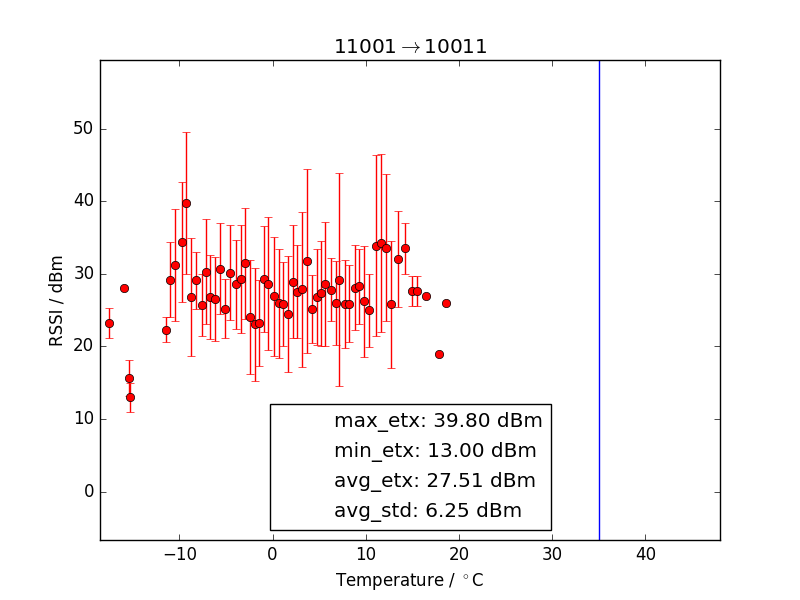 11001→10011
50
40
30
20
10
0
RSSI / dBm
max_etx: 39.80 dBm
min_etx: 13.00 dBm
avg_etx: 27.51 dBm
avg_std: 6.25 dBm
−10 0 10 20 30 40
Temperature / °C